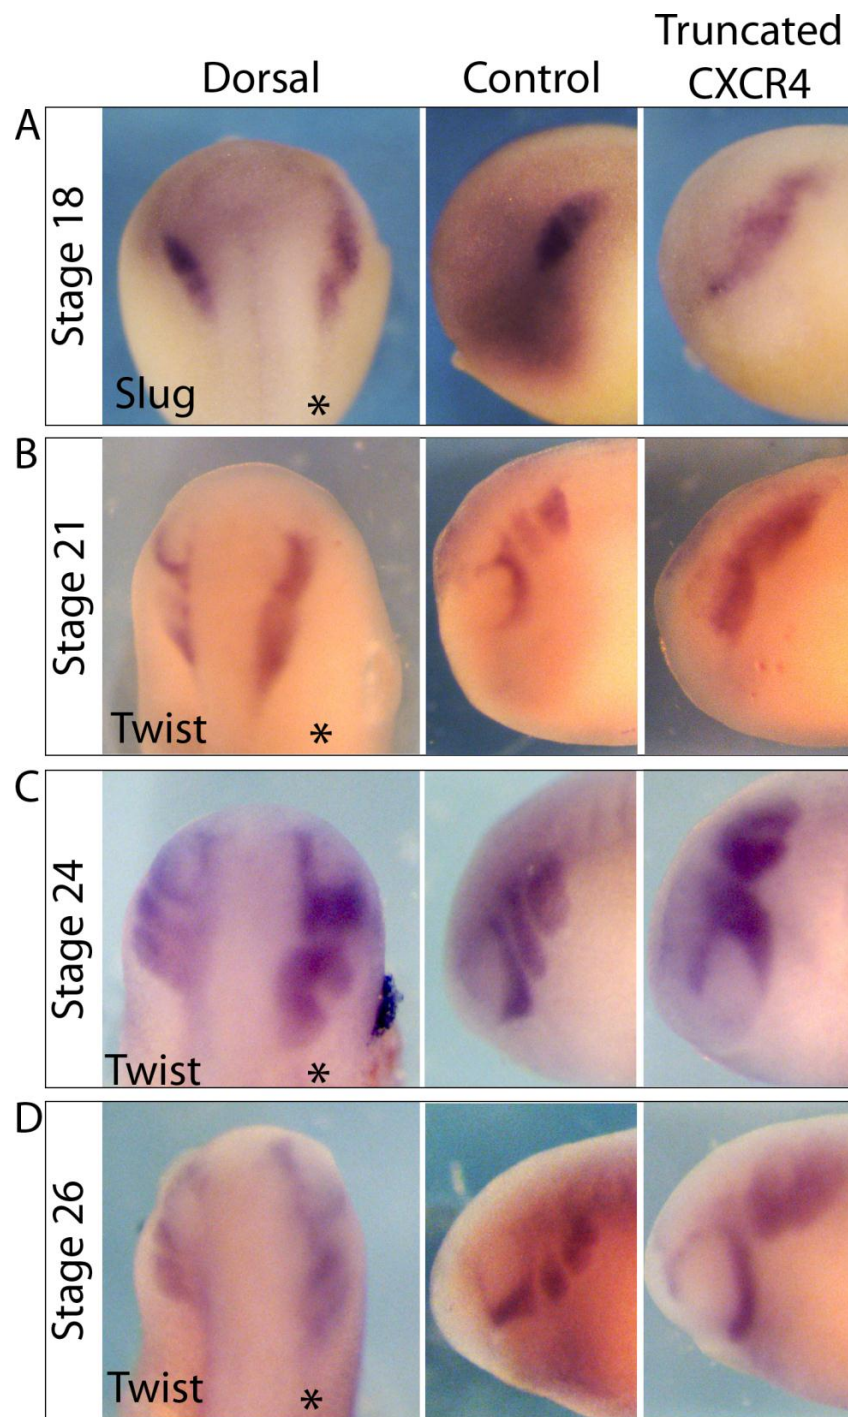 Dorsal
Control
Truncated
CXCR4
A
Stage 18
Slug
*
B
Stage 21
Twist
*
C
Stage 24
Twist
*
D
Stage 26
Twist
*